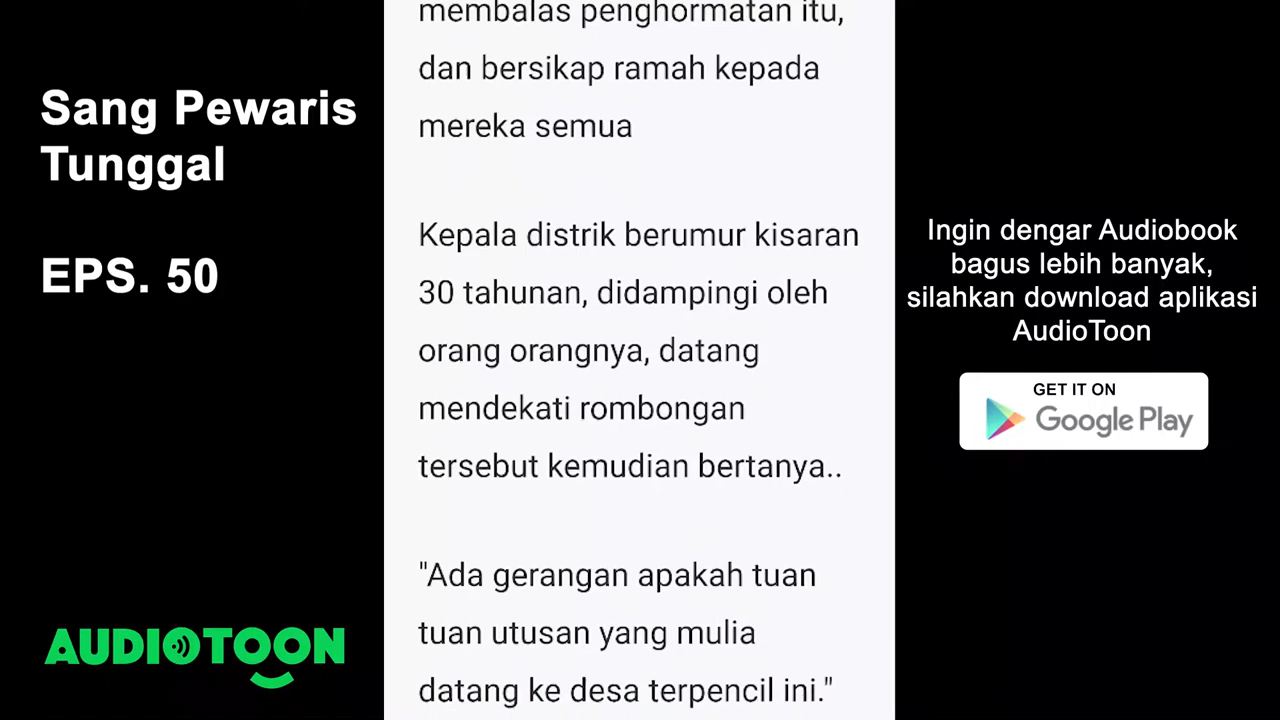 Sang Pewaris
Tunggal
EPS. 50
AUDIOTOON
membalas penghormatan itu,
dan bersikap ramah kepada
mereka semua
Kepala distrik berumur kisaran
30 tahunan, didampingi oleh
orang orangnya, datang
mendekati rombongan
tersebut kemudian bertanya..
"Ada gerangan apakah tuan
tuan utusan yang mulia
datang ke desa terpencil ini."
Ingin dengar Audiobook
bagus lebih banyak,
silahkan download aplikasi
AudioToon
GET IT ON
Google Play